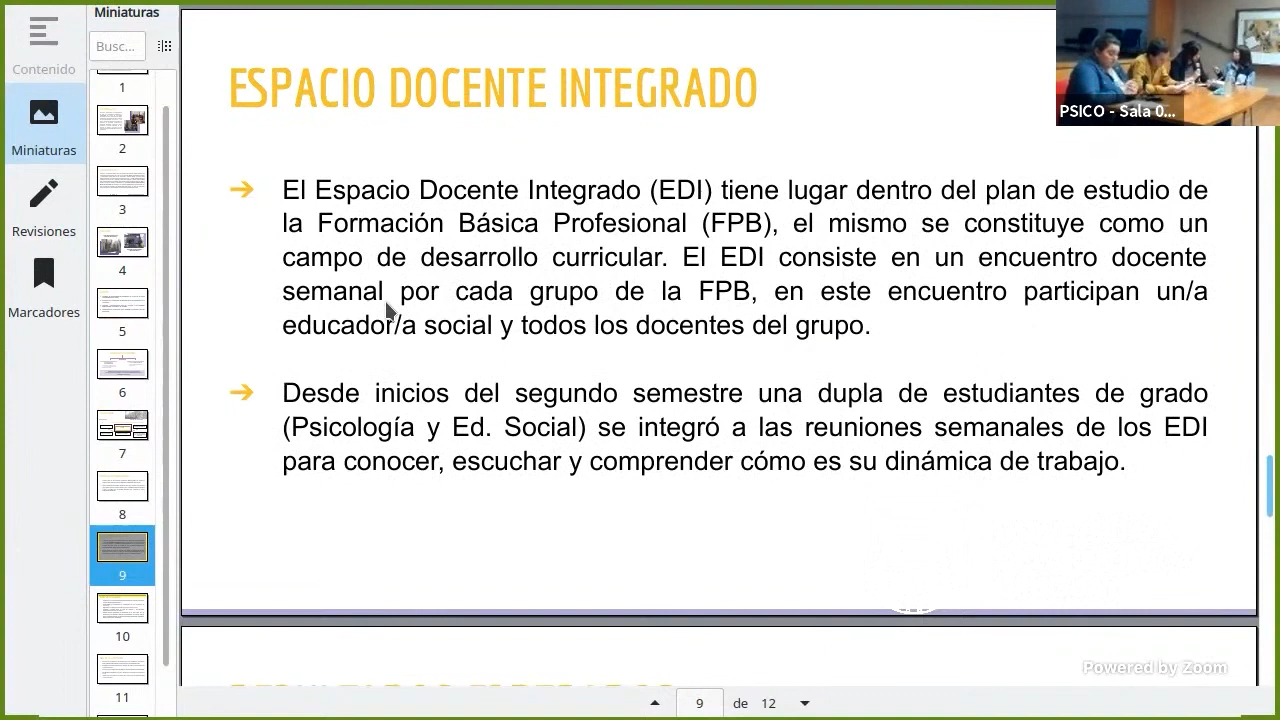 Miniaturas
Busc...
Contenido
Miniaturas
Revisiones
Marcadores
1
2
3
4
5
6
7
8
9
10
11
ESPACIO DOCENTE INTEGRADO
➔ El Espacio Docente Integrado (EDI) tiene lugar dentro del plan de estudio de
la Formación Básica Profesional (FPB), el mismo se constituye como un
campo de desarrollo curricular. El EDI consiste en un encuentro docente
semanal por cada grupo de la FPB, en este encuentro participan un/a
educador/a social y todos los docentes del grupo.
➔ Desde inicios del segundo semestre una dupla de estudiantes de grado
(Psicología y Ed. Social) se integró a las reuniones semanales de los EDI
para conocer, escuchar y comprender cómo es su dinámica de trabajo.
PSICO - Sala 0...
Powered by Zoom
9 de 12